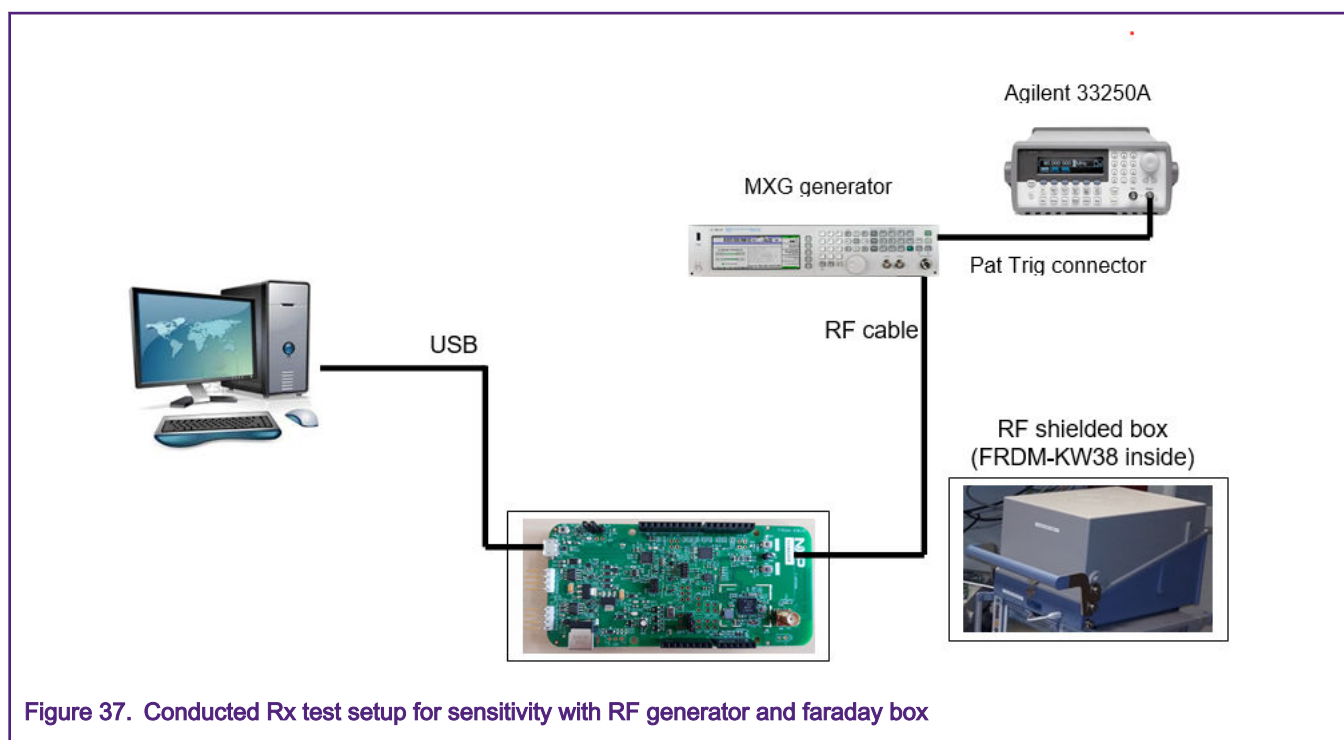 Agilent 33250A
MXG generator
Pat Trig connector
RF cable
USB
RF shielded box
(FRDM-KW38 inside)
NXP
Figure 37. Conducted Rx test setup for sensitivity with RF generator and faraday box